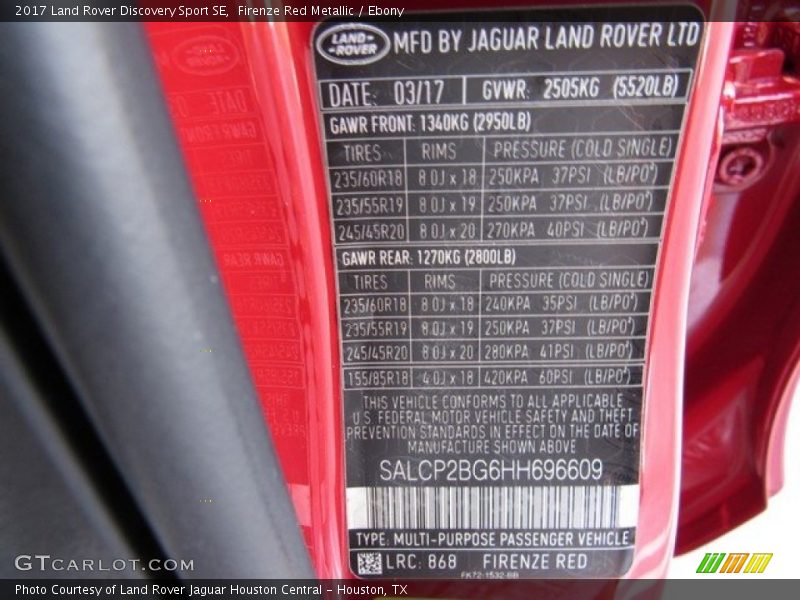 2017 Land Rover Discovery Sport SE,  Firenze Red Metallic / Ebony
LAND-ROVER MFD BY JAGUAR LAND ROVER LTD
DATE: 03/17 GVWR: 2505KG (5520LB)
GAWR FRONT: 1340KG (2950LB)
TIRES RIMS PRESSURE (COLD SINGLE)
235/60R18 8.0J x 18 250KPA 37PSI (LB/PO²)
235/55R19 8.0J x 19 250KPA 37PSI (LB/PO²)
245/45R20 8.0J x 20 270KPA 40PSI (LB/PO²)
GAWR REAR: 1270KG (2800LB)
TIRES RIMS PRESSURE (COLD SINGLE)
235/60R18 8.0J x 18 240KPA 35PSI (LB/PO²)
235/55R19 8.0J x 19 250KPA 37PSI (LB/PO²)
245/45R20 8.0J x 20 280KPA 41PSI (LB/PO²)
155/85R18 4.0J x 18 420KPA 60PSI (LB/PO²)
THIS VEHICLE CONFORMS TO ALL APPLICABLE
U.S. FEDERAL MOTOR VEHICLE SAFETY AND THEFT
PREVENTION STANDARDS IN EFFECT ON THE DATE OF
MANUFACTURE SHOWN ABOVE
SALCP2BG6HH696609
TYPE: MULTI-PURPOSE PASSENGER VEHICLE
LRC: 868 FIRENZE RED
FK72-1532-BB
GTCARLOT.COM
Photo Courtesy of Land Rover Jaguar Houston Central - Houston, TX